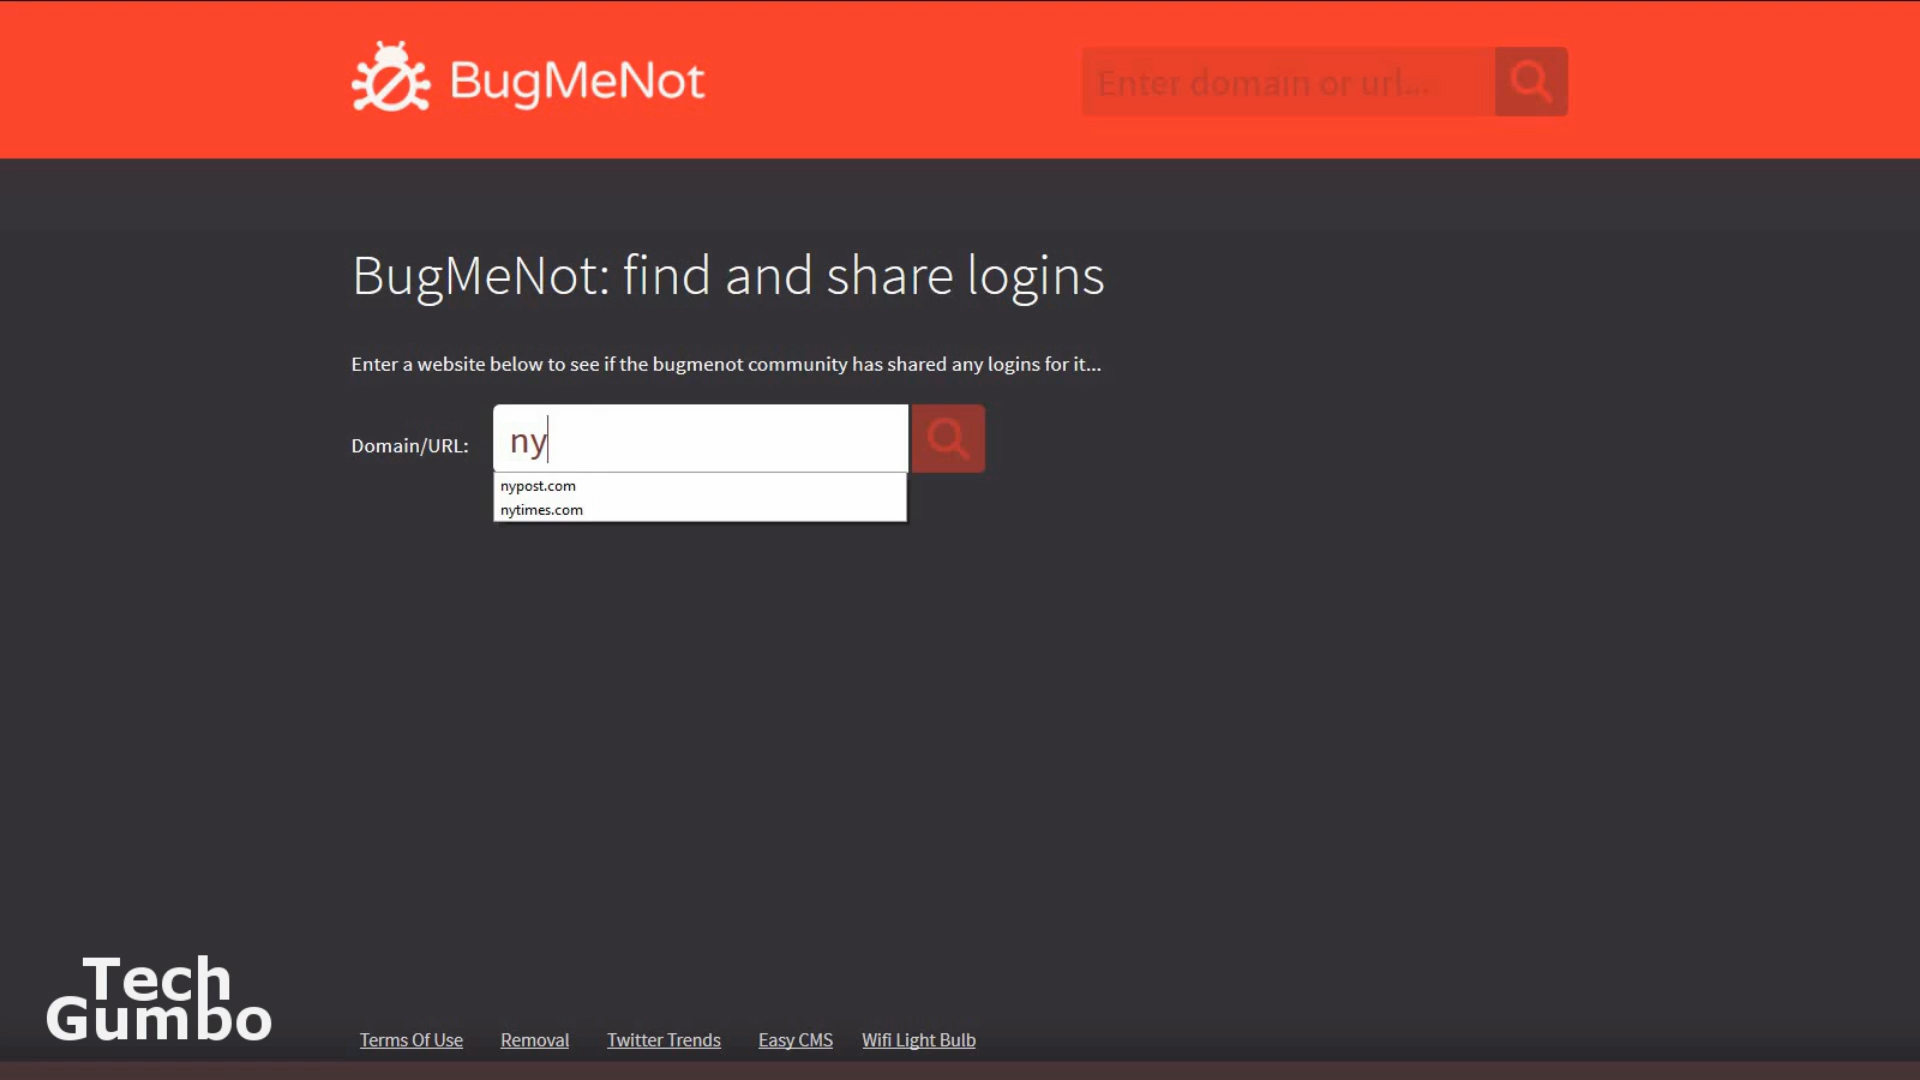 BugMeNot
Enter domain or url...
BugMeNot: find and share logins
Enter a website below to see if the bugmenot community has shared any logins for it...
Domain/URL:
ny
nypost.com
nytimes.com
Tech
Gumbo
Terms Of Use Removal Twitter Trends Easy CMS Wifi Light Bulb